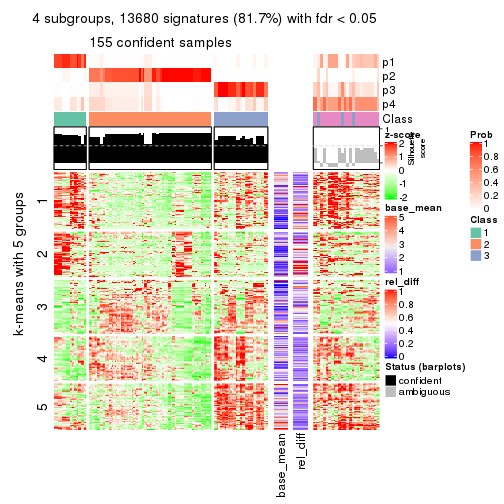 4 subgroups, 13680 signatures (81.7%) with fdr < 0.05
155 confident samples
p1
p2
p3
p4
Class
1
Silhouette
score
k-means with 5 groups
1
2
3
4
5
base_mean
rel_diff
z-score
2
1
0
-1
-2
base_mean
5
4
3
2
1
rel_diff
1
0.8
0.6
0.4
0.2
0
Status (barplots)
confident
ambiguous
Prob
1
0.8
0.6
0.4
0.2
0
Class
1
2
3